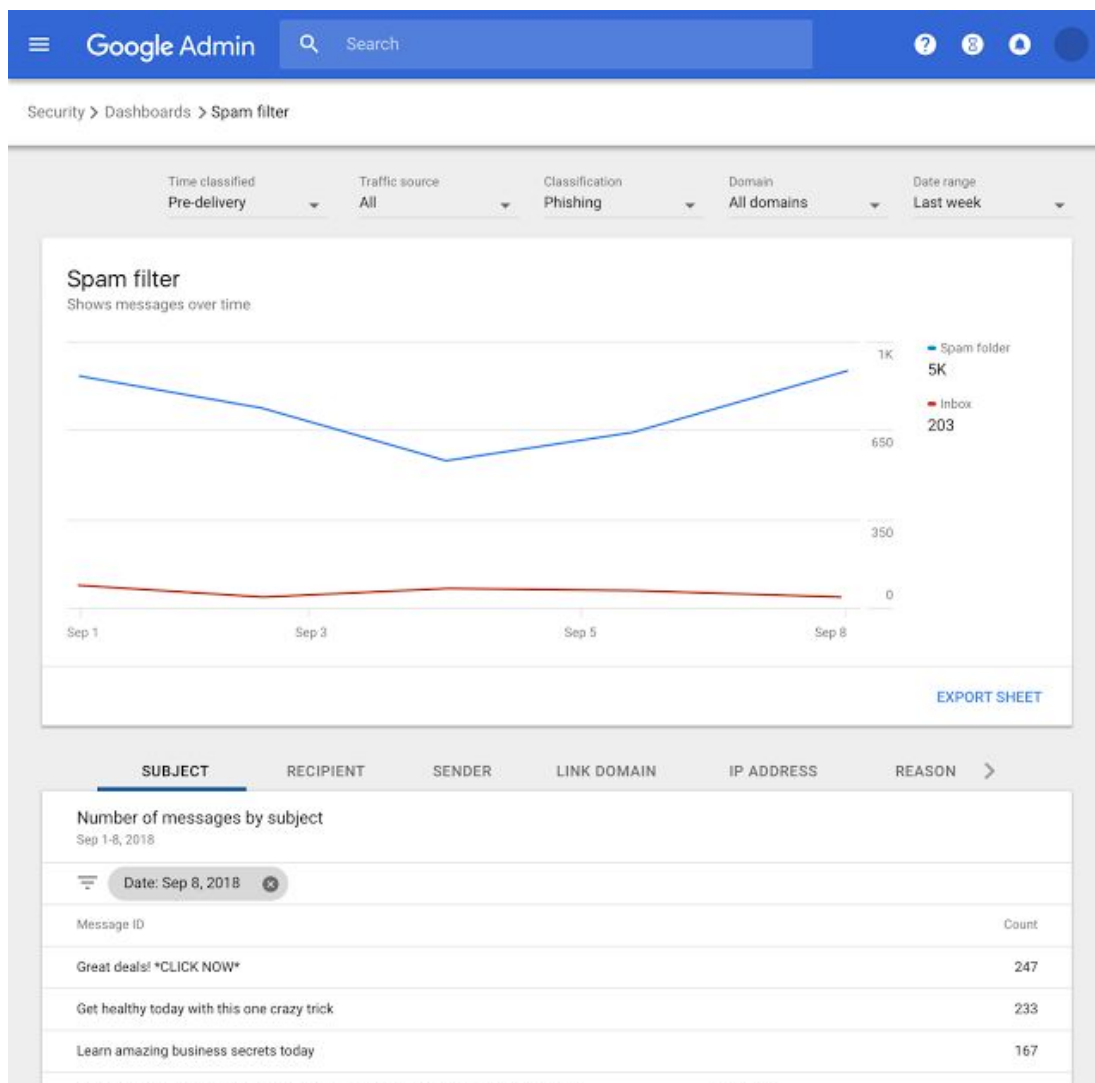 Google Admin
Search
Security > Dashboards > Spam filter
Time classified
Pre-delivery
Traffic source
All
Classification
Phishing
Domain
All domains
Date range
Last week
Spam filter
Shows messages over time
1K
650
350
0
Sep 1
Sep 3
Sep 5
Sep 8
Spam folder
5K
Inbox
203
EXPORT SHEET
SUBJECT RECIPIENT SENDER LINK DOMAIN IP ADDRESS REASON
Number of messages by subject
Sep 1-8, 2018
Date: Sep 8, 2018
Message ID Count
Great deals! *CLICK NOW* 247
Get healthy today with this one crazy trick 233
Learn amazing business secrets today 167